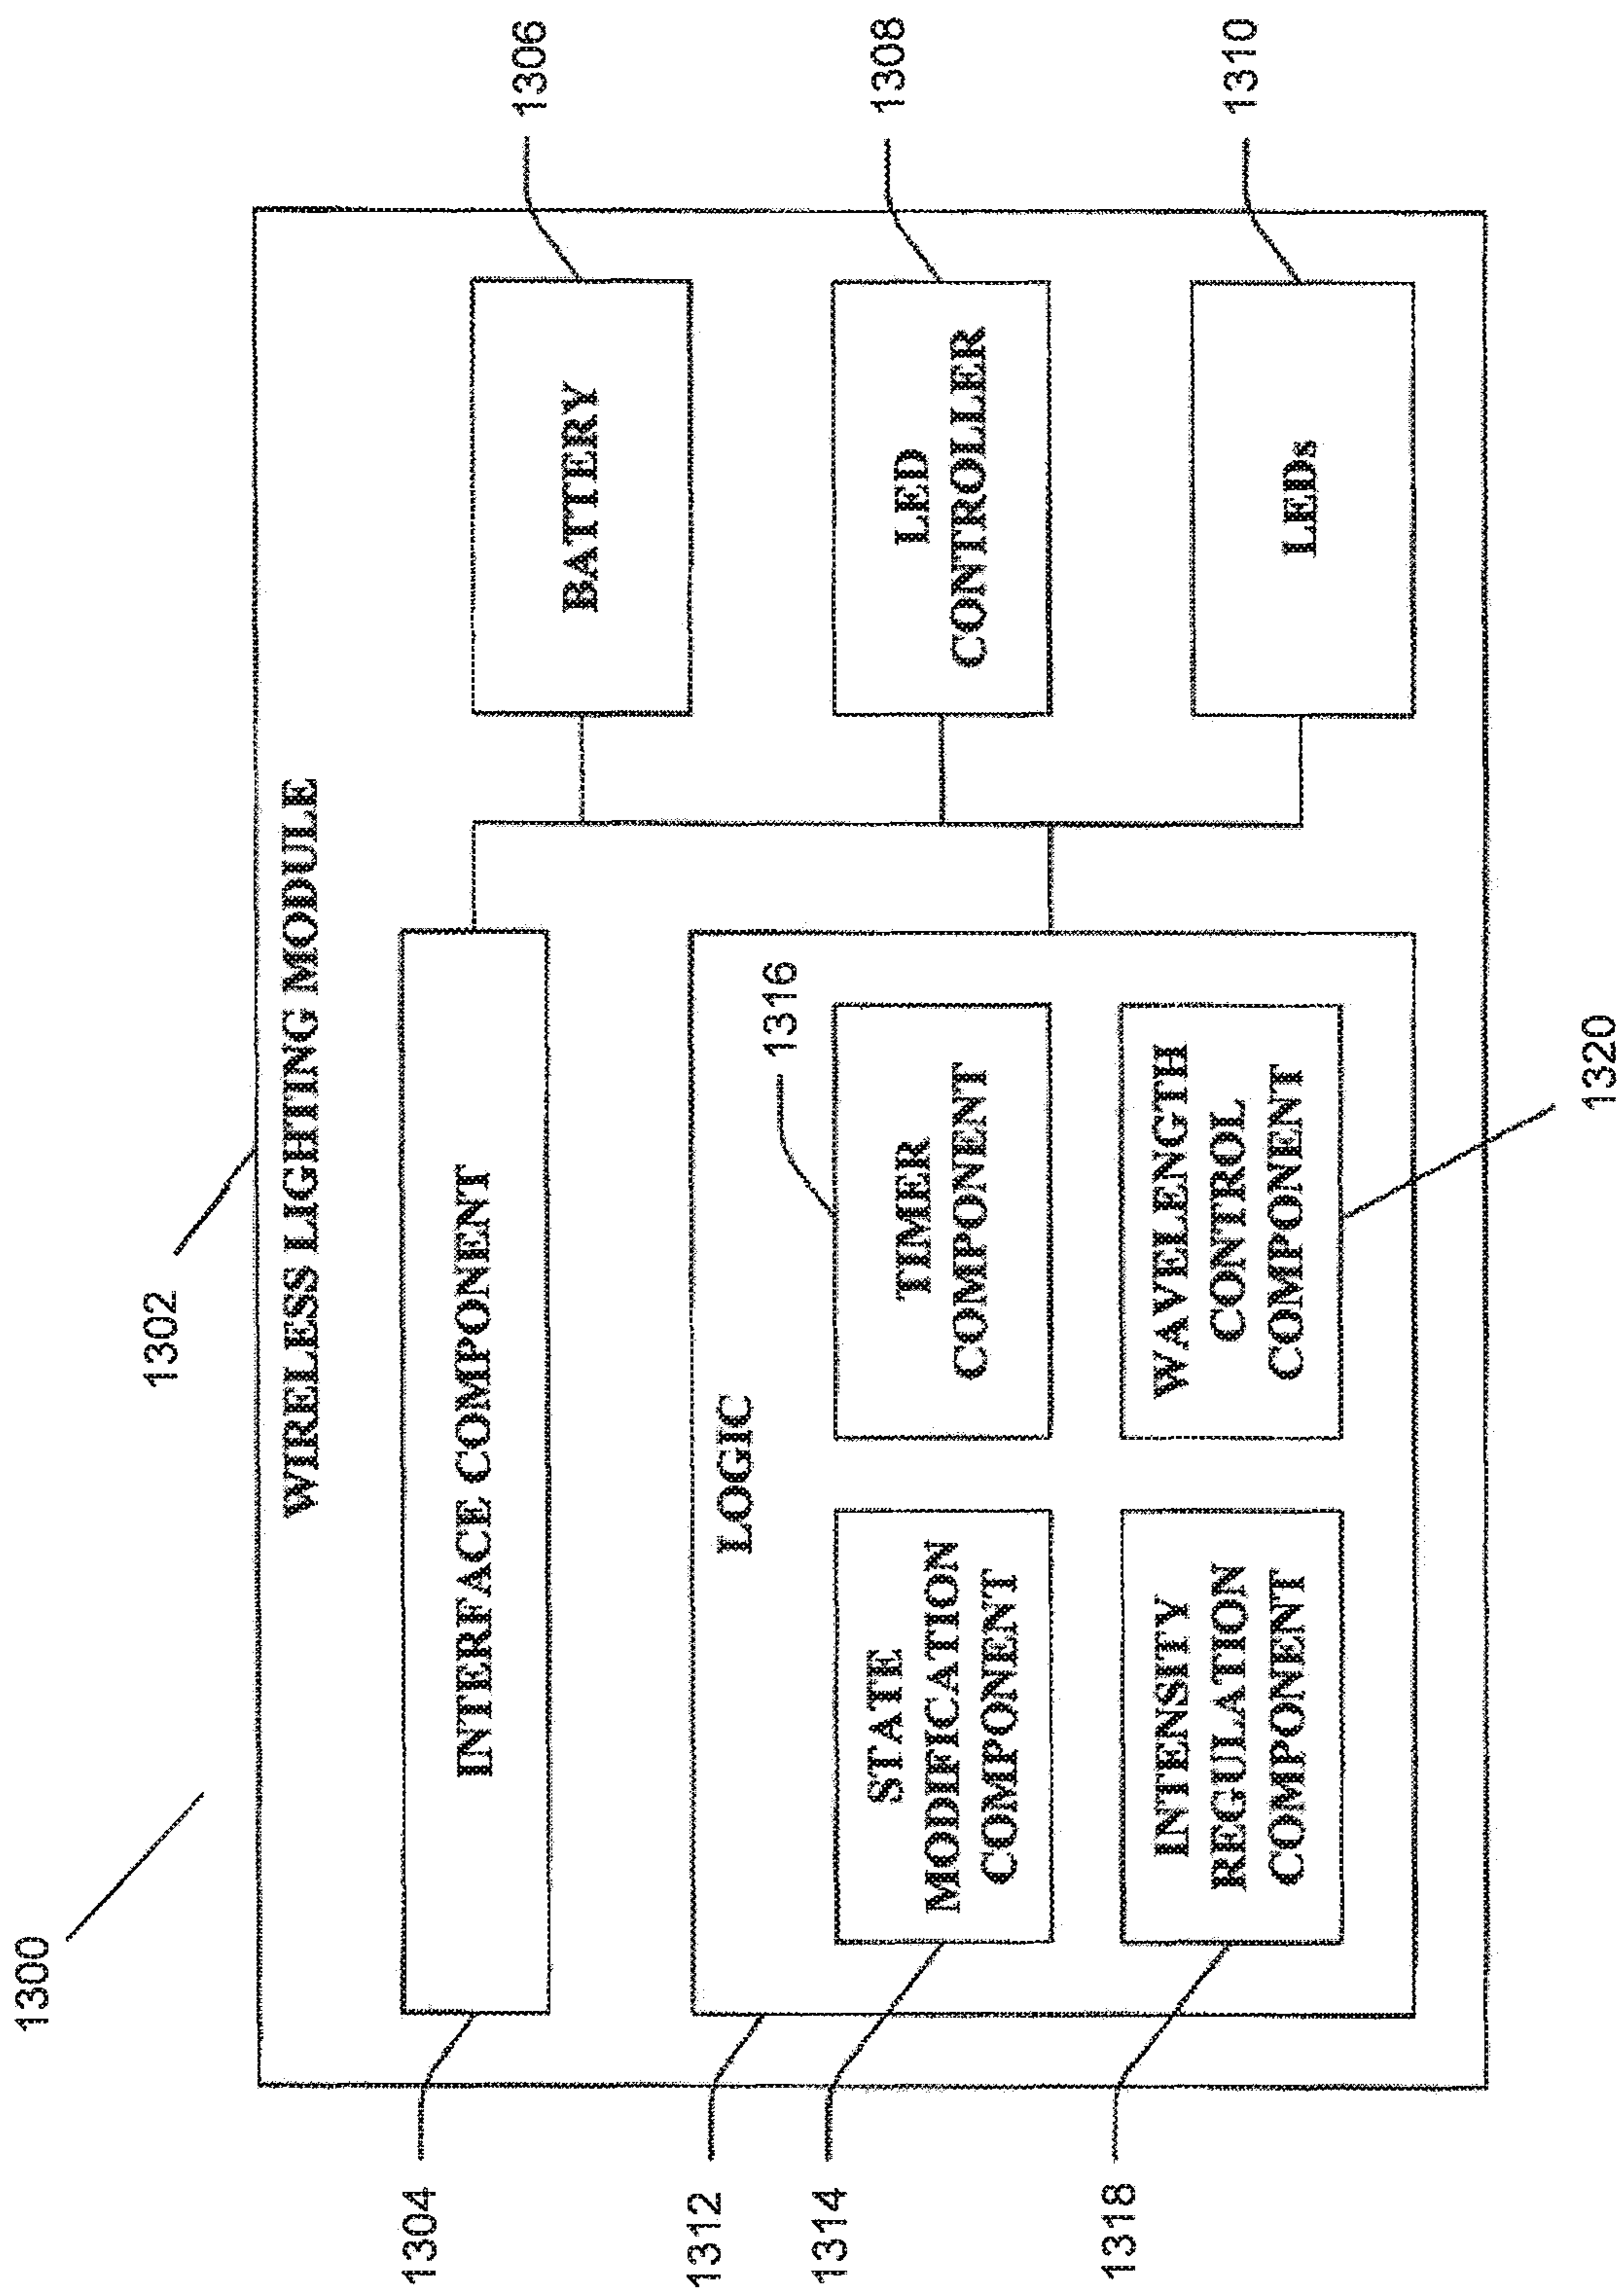 1300
1302
WIRELESS LIGHTING MODULE
1304
INTERFACE COMPONENT
BATTERY
1306
1312
LOGIC
1314
STATE
MODIFICATION
COMPONENT
1316
TIMER
COMPONENT
LED
CONTROLLER
1308
1318
INTENSITY
REGULATION
COMPONENT
WAVELENGTH
CONTROL
COMPONENT
1320
LEDs
1310